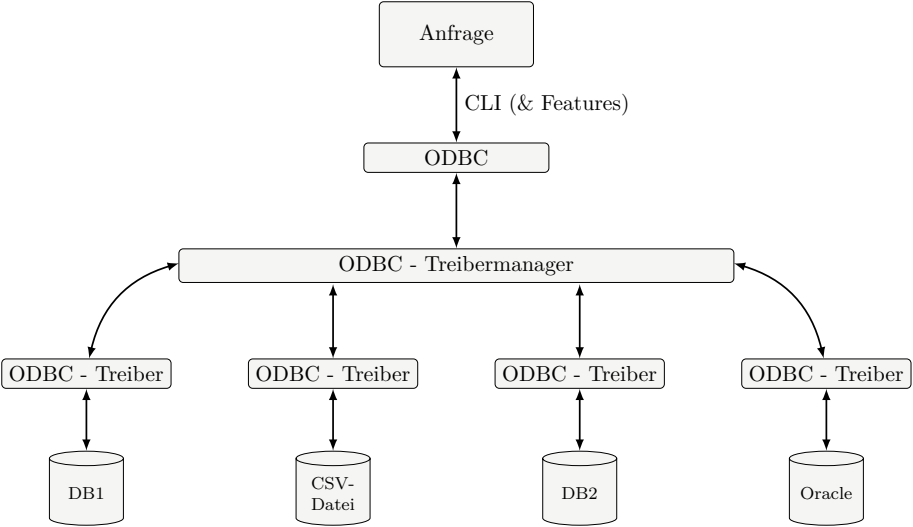 Anfrage
CLI (& Features)
ODBC
ODBC - Treibermanager
ODBC - Treiber
ODBC - Treiber
ODBC - Treiber
ODBC - Treiber
DB1
CSV-
Datei
DB2
Oracle